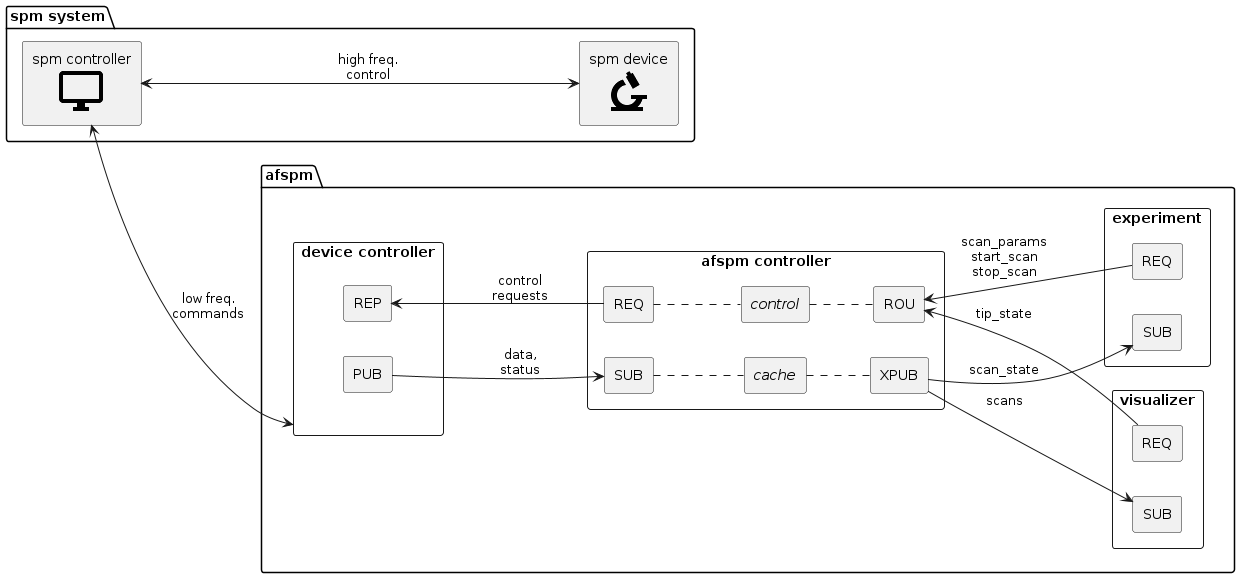 spm system
spm controller
high freq.
control
spm device
low freq.
commands
afspm
device controller
REP
PUB
control
requests
data,
status
afspm controller
REQ
control
ROU
SUB
cache
XPUB
scan_params
start_scan
stop_scan
tip_state
scan_state
scans
experiment
REQ
SUB
visualizer
REQ
SUB